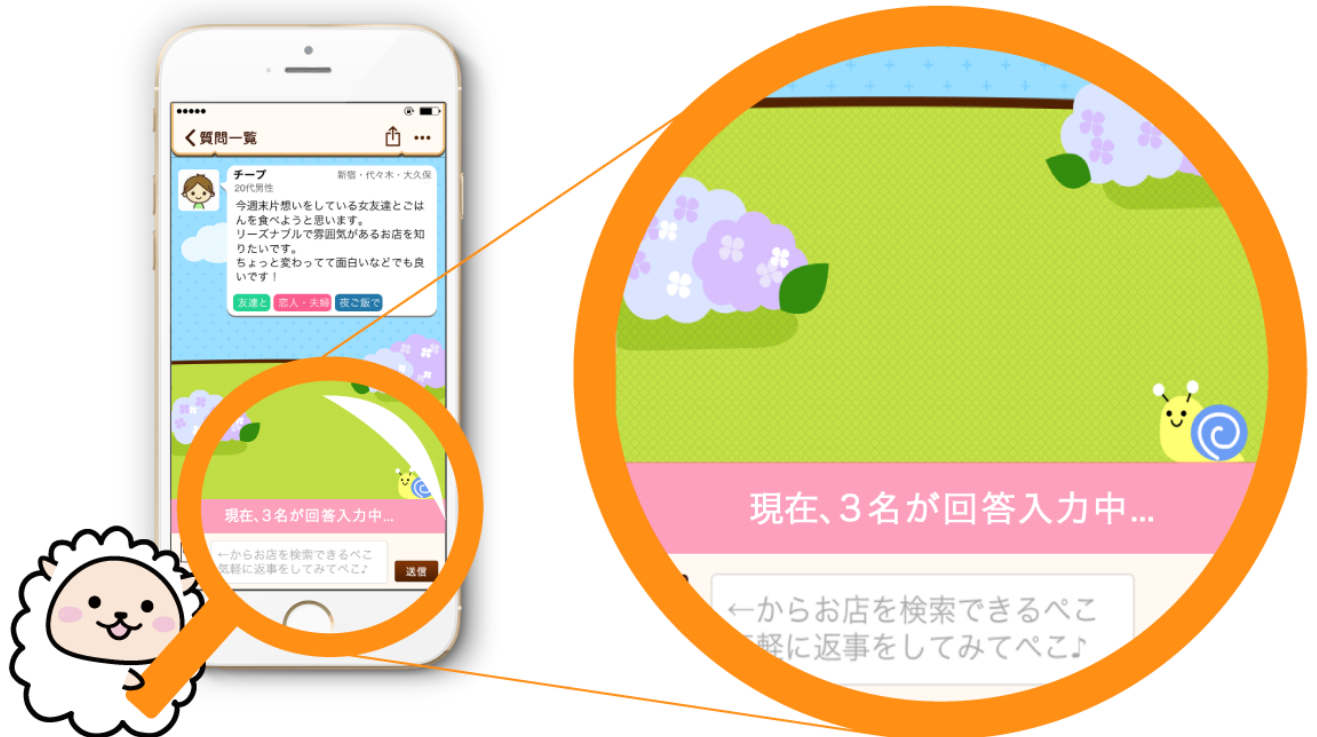 質問一覧
チープ
新宿・代々木・大久保
20代男性
今週末片想いをしている女友達とごは
んを食べようと思います。
リーズナブルで雰囲気があるお店を知
りたいです。
ちょっと変わってて面白いなどでも良
いです！
友達と 恋人・夫婦 夜ご飯で
現在、３名が回答入力中...
←からお店を検索できるぺこ
気軽に返事をしてみてぺこ♪
送信
現在、３名が回答入力中...
←からお店を検索できるぺこ
気軽に返事をしてみてぺこ♪